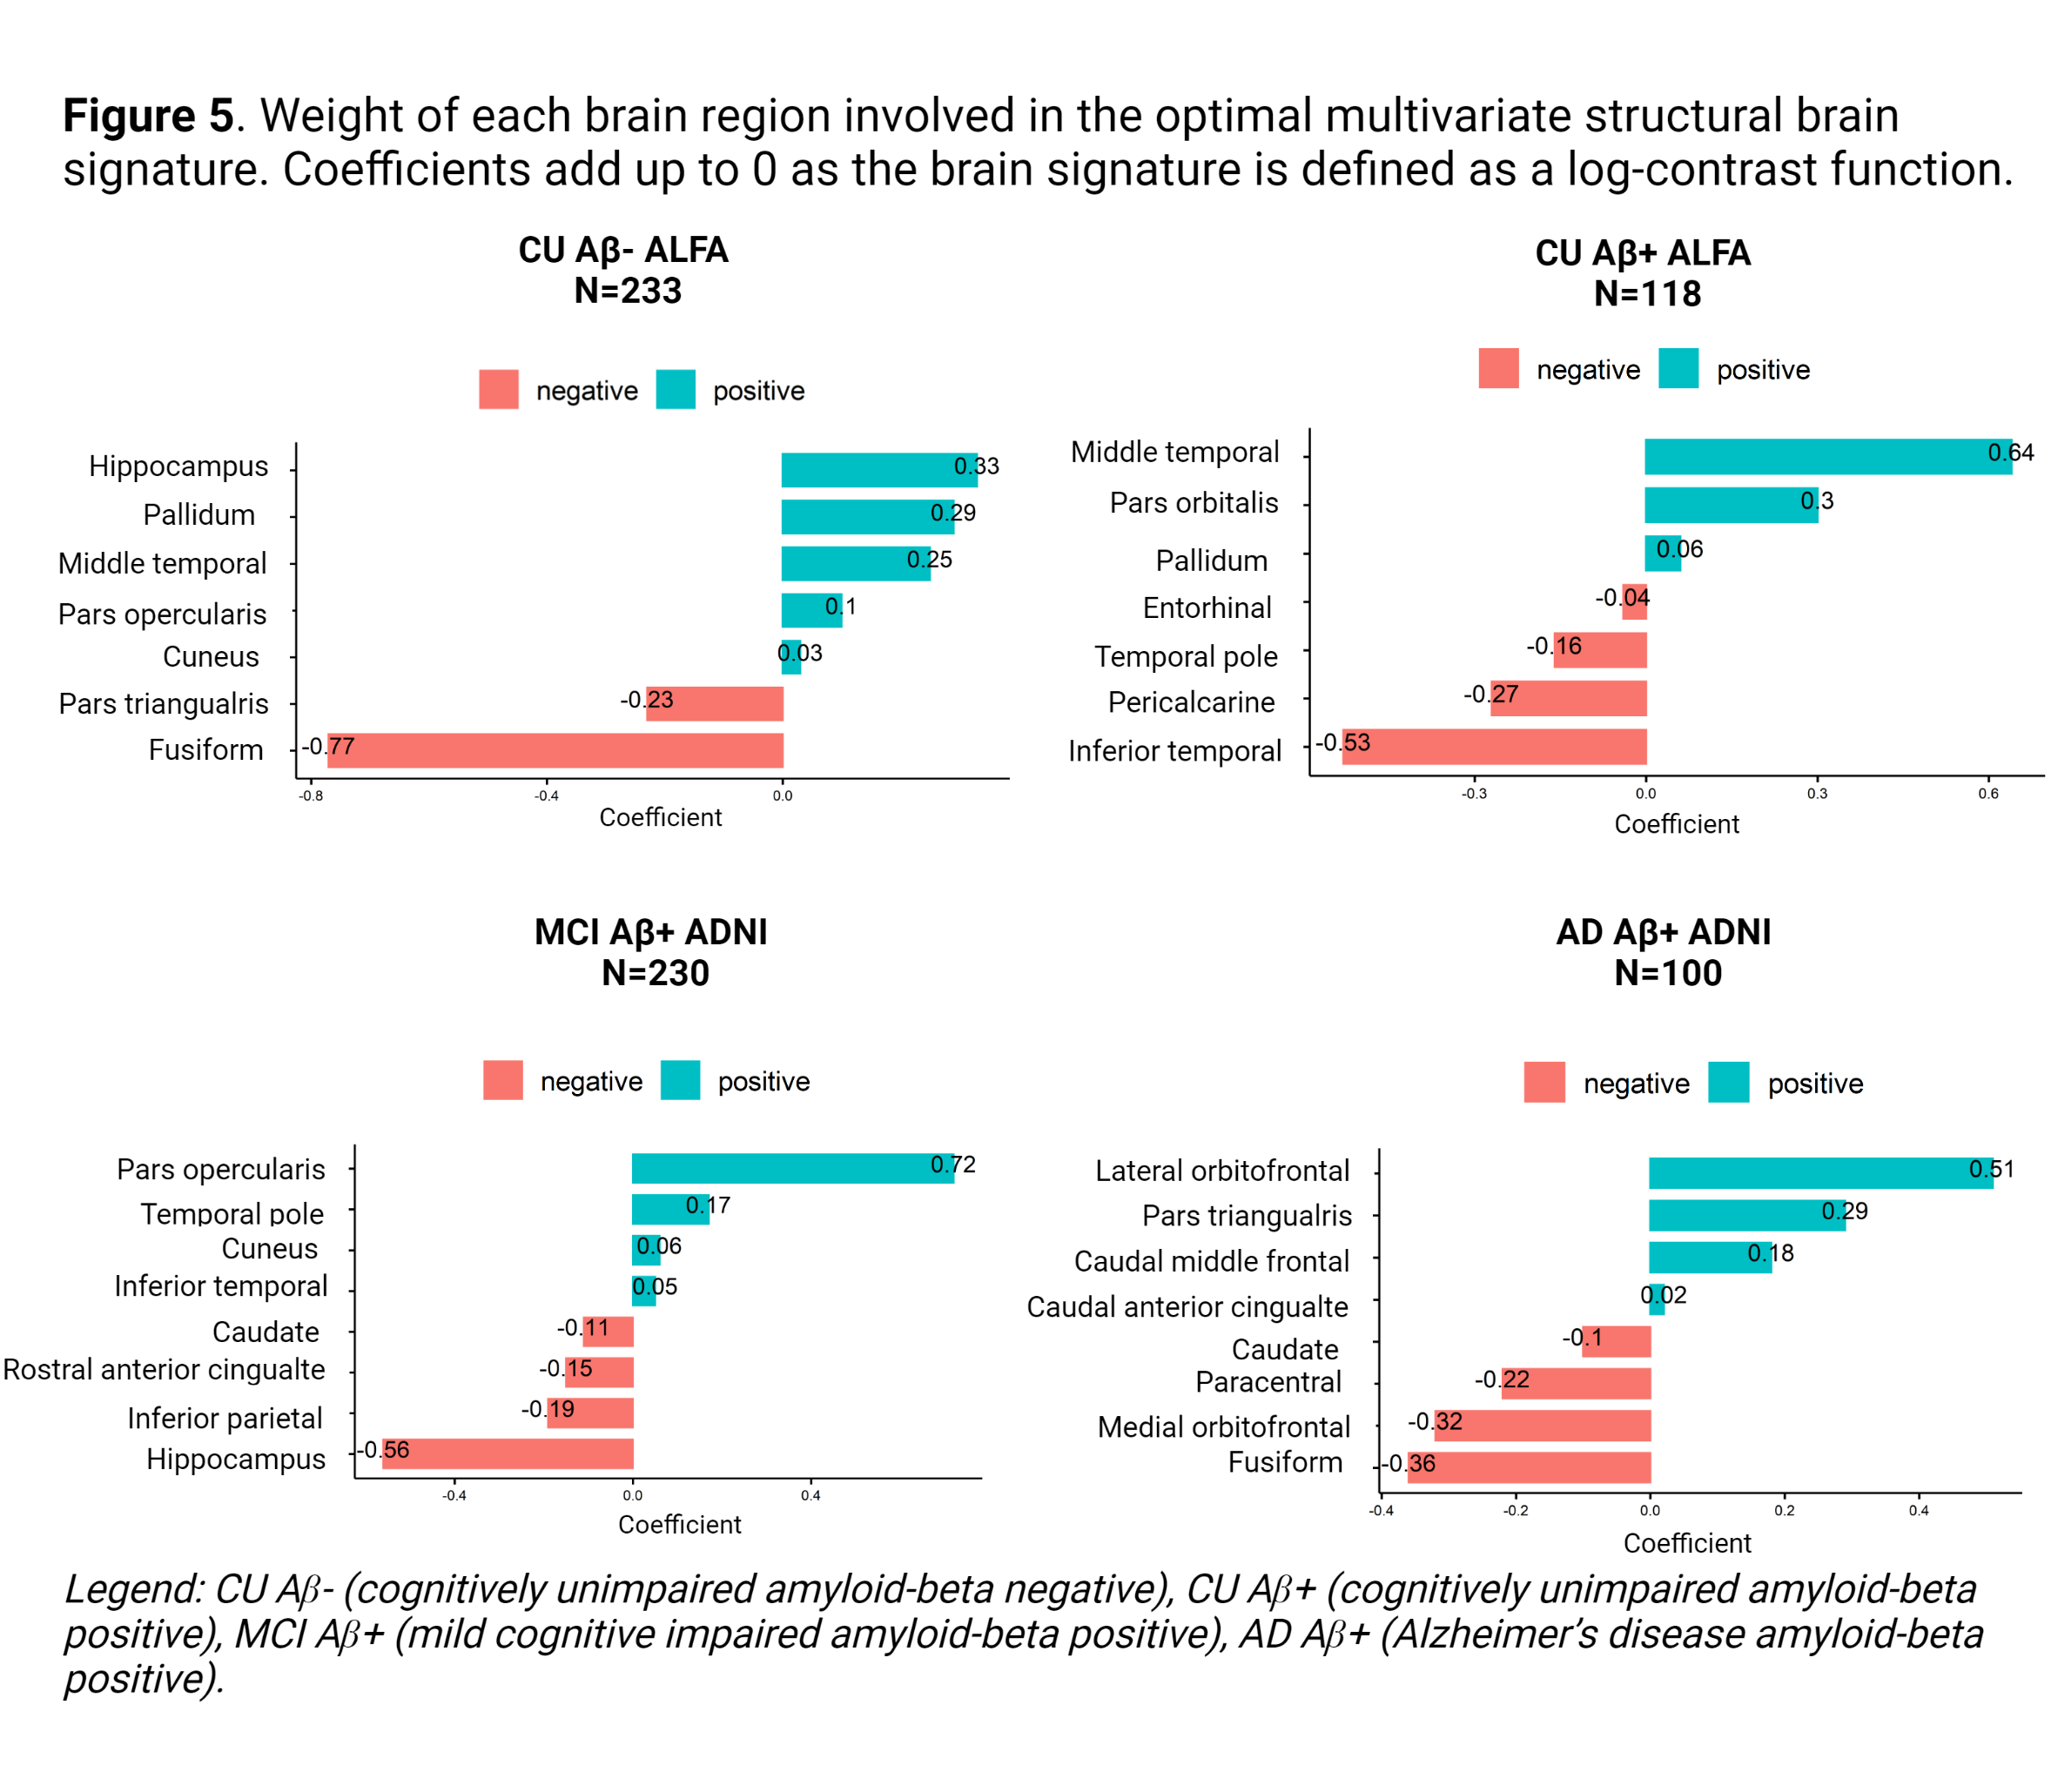 Figure 5. Weight of each brain region involved in the optimal multivariate structural brain
signature. Coefficients add up to 0 as the brain signature is defined as a log-contrast function.
CU Aβ- ALFA
N=233
negative positive
Hippocampus 0.33
Pallidum 0.29
Middle temporal 0.25
Pars opercularis 0.1
Cuneus 0.03
Pars triangualris -0.23
Fusiform -0.77
-0.8 -0.4 0.0
Coefficient
CU Aβ+ ALFA
N=118
negative positive
Middle temporal 0.64
Pars orbitalis 0.3
Pallidum 0.06
Entorhinal -0.04
Temporal pole -0.16
Pericalcarine -0.27
Inferior temporal -0.53
-0.3 0.0 0.3 0.6
Coefficient
MCI Aβ+ ADNI
N=230
negative positive
Pars opercularis 0.72
Temporal pole 0.17
Cuneus 0.06
Inferior temporal 0.05
Caudate -0.11
Rostral anterior cingualte -0.15
Inferior parietal -0.19
Hippocampus -0.56
-0.4 0.0 0.4
Coefficient
AD Aβ+ ADNI
N=100
negative positive
Lateral orbitofrontal 0.51
Pars triangualris 0.29
Caudal middle frontal 0.18
Caudal anterior cingualte 0.02
Caudate -0.1
Paracentral -0.22
Medial orbitofrontal -0.32
Fusiform -0.36
-0.4 -0.2 0.0 0.2 0.4
Coefficient
Legend: CU Aβ- (cognitively unimpaired amyloid-beta negative), CU Aβ+ (cognitively unimpaired amyloid-beta
positive), MCI Aβ+ (mild cognitive impaired amyloid-beta positive), AD Aβ+ (Alzheimer’s disease amyloid-beta
positive).